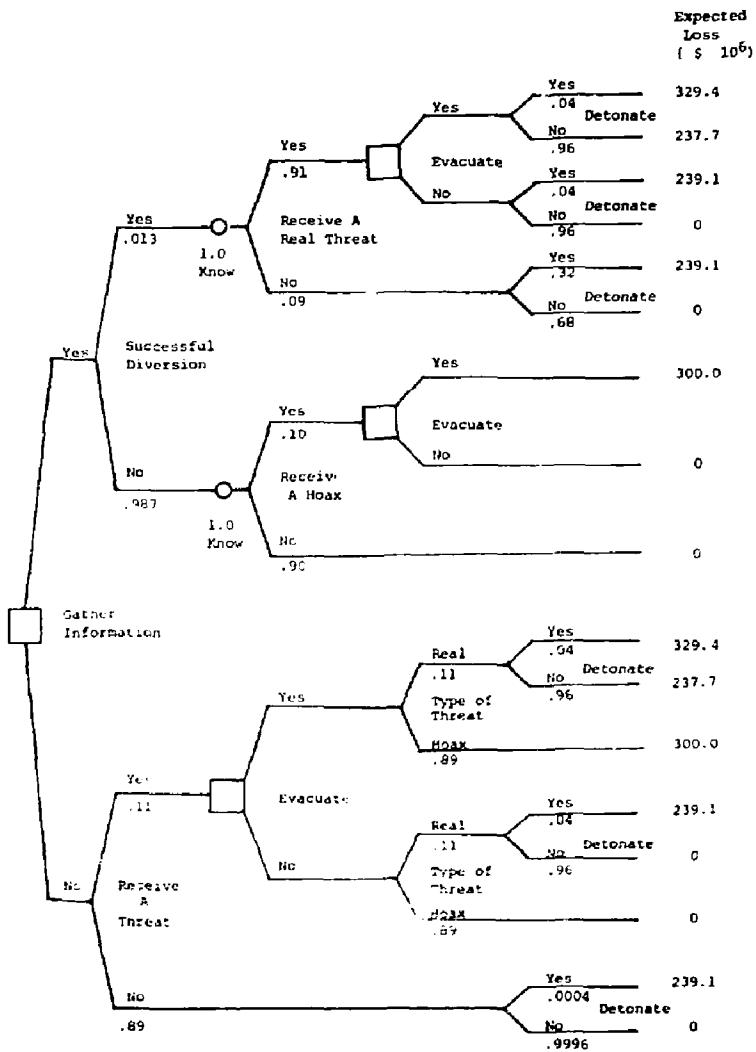 Expected
Loss
( $ 10^6)
Yes
.04
329.4
Yes
Detonate
No
.96
237.7
Yes
.91
Evacuate
Yes
.04
239.1
No
Detonate
No
.96
0
Yes
.013
1.0
Know
Receive A
Real Threat
No
.09
Yes
.32
239.1
Detonate
No
.68
0
Yes
Successful
Diversion
Yes
300.0
Yes
.10
Evacuate
No
0
No
.987
1.0
Know
Receive
A Hoax
No
.90
0
Gather
Information
Yes
.04
329.4
Real
.11
Detonate
No
.96
237.7
Yes
Type of
Threat
Hoax
.89
300.0
Yes
.11
Evacuate
Yes
.04
239.1
Real
.11
Detonate
No
.96
0
No
Type of
Threat
Hoax
.89
0
No
Receive
A
Threat
No
.89
Yes
.0004
239.1
Detonate
No
.9996
0